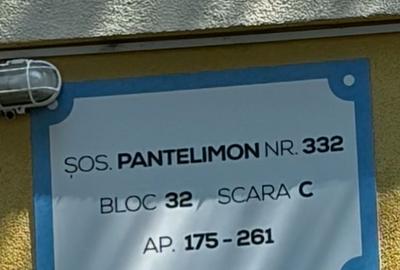 ȘOS. PANTELIMON NR. 332
BLOC 32, SCARA C
AP. 175 - 261